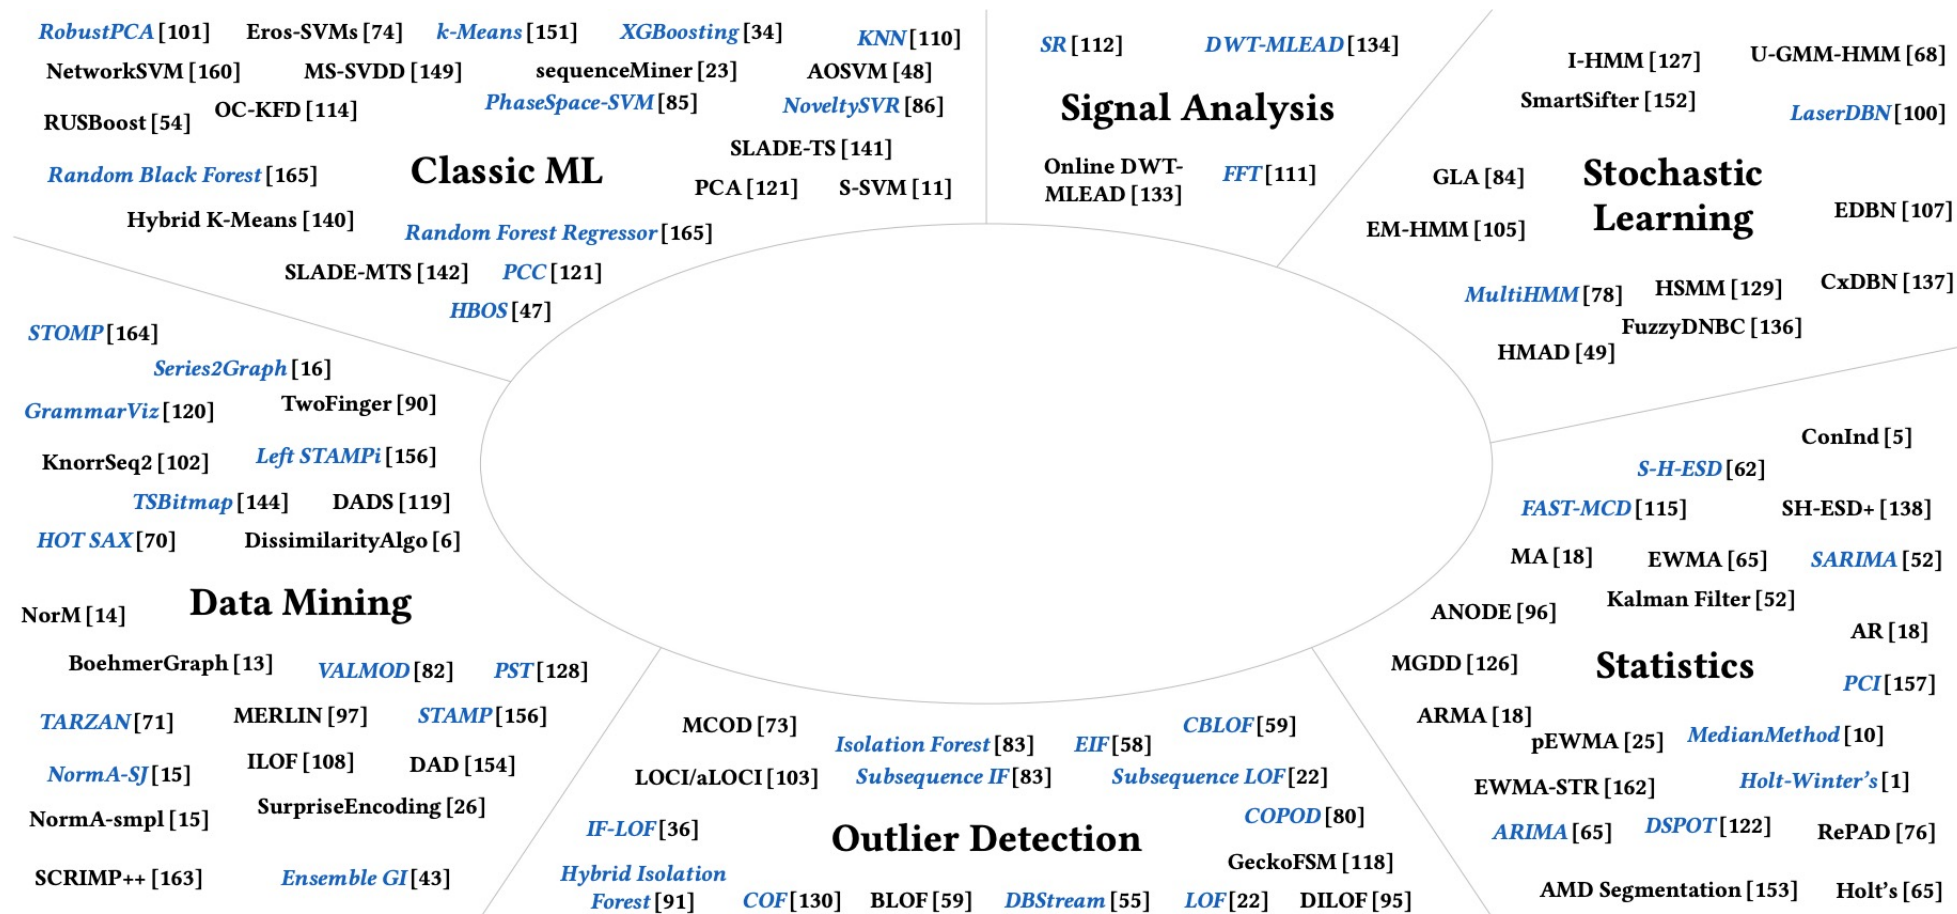 RobustPCA [101] Eros-SVMs [74] k-Means [151] XGBoosting [34] KNN [110]
NetworkSVM [160] MS-SVDD [149] sequenceMiner [23] AOSVM [48]
RUSBoost [54] OC-KFD [114] PhaseSpace-SVM [85] NoveltySVR [86]
SLADE-TS [141]
Random Black Forest [165] Classic ML PCA [121] S-SVM [11]
Hybrid K-Means [140] Random Forest Regressor [165]
SLADE-MTS [142] PCC [121]
HBOS [47]
SR [112] DWT-MLEAD [134]
Signal Analysis
Online DWT-
MLEAD [133]
FFT [111]
I-HMM [127] U-GMM-HMM [68]
SmartSifter [152] LaserDBN [100]
GLA [84]
Stochastic
Learning
EDBN [107]
EM-HMM [105]
MultiHMM [78] HSMM [129] CxDBN [137]
FuzzyDNBC [136]
HMAD [49]
STOMP [164]
Series2Graph [16]
GrammarViz [120] TwoFinger [90]
KnorrSeq2 [102] Left STAMPi [156]
TSBitmap [144] DADS [119]
HOT SAX [70] DissimilarityAlgo [6]
NorM [14] Data Mining
BoehmerGraph [13] VALMOD [82] PST [128]
TARZAN [71] MERLIN [97] STAMP [156]
NormA-SJ [15] ILOF [108] DAD [154]
NormA-smpl [15] SurpriseEncoding [26]
SCRIMP++ [163] Ensemble GI [43]
MCOD [73] Isolation Forest [83] EIF [58] CBLOF [59]
LOCI/aLOCI [103] Subsequence IF [83] Subsequence LOF [22]
IF-LOF [36] Outlier Detection COPOD [80]
GeckoFSM [118]
Hybrid Isolation
Forest [91]
COF [130] BLOF [59] DBStream [55] LOF [22] DILOF [95]
ConInd [5]
S-H-ESD [62]
FAST-MCD [115] SH-ESD+ [138]
MA [18] EWMA [65] SARIMA [52]
ANODE [96] Kalman Filter [52]
AR [18]
MGDD [126] Statistics PCI [157]
ARMA [18] pEWMA [25] MedianMethod [10]
EWMA-STR [162] Holt-Winter's [1]
ARIMA [65] DSPOT [122] RePAD [76]
AMD Segmentation [153] Holt's [65]